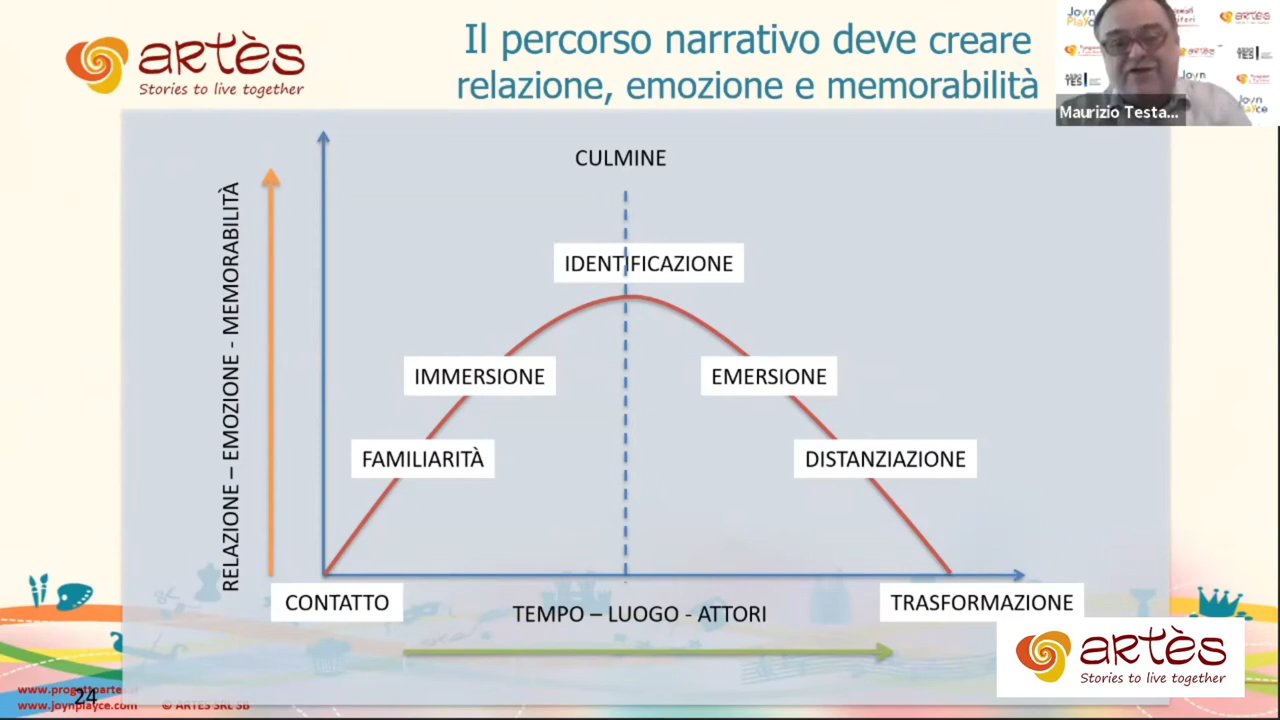 artès
Stories to live together
Il percorso narrativo deve creare
relazione, emozione e memorabilità
Maurizio Testa...
CULMINE
IDENTIFICAZIONE
IMMERSIONE
EMERSIONE
FAMILIARITÀ
DISTANZIAZIONE
RELAZIONE – EMOZIONE - MEMORABILITÀ
CONTATTO
TEMPO – LUOGO - ATTORI
TRASFORMAZIONE
artès
Stories to live together
www.progettoarte
24
www.joynplayce.com © ARTES SRL SB